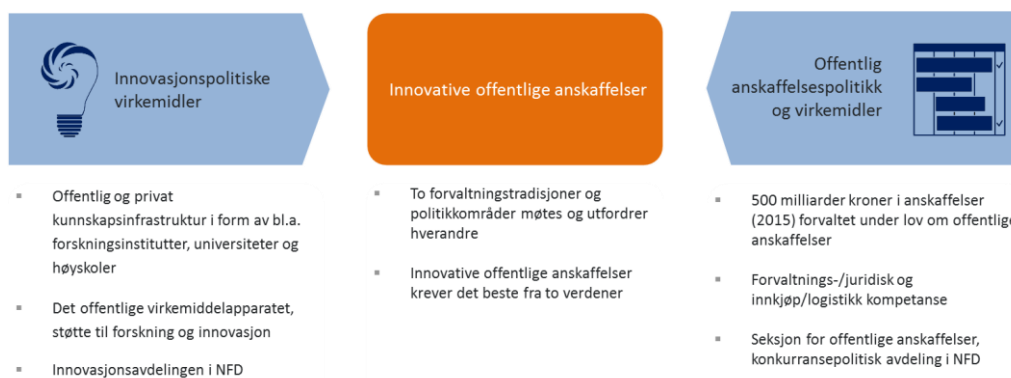 Innovasjonspolitiske
virkemidler
Innovative offentlige anskaffelser
Offentlig
anskaffelsespolitikk
og virkemidler
▪ Offentlig og privat
kunnskapsinfrastruktur i form av bl.a.
forskningsinstitutter, universiteter og
høyskoler
▪ Det offentlige virkemiddelapparatet,
støtte til forskning og innovasjon
▪ Innovasjonsavdelingen i NFD
▪ To forvaltningstradisjoner og
politikkområder møtes og utfordrer
hverandre
▪ Innovative offentlige anskaffelser
krever det beste fra to verdener
▪ 500 milliarder kroner i anskaffelser
(2015) forvaltet under lov om offentlige
anskaffelser
▪ Forvaltnings-/juridisk og
innkjøp/logistikk kompetanse
▪ Seksjon for offentlige anskaffelser,
konkurransepolitisk avdeling i NFD